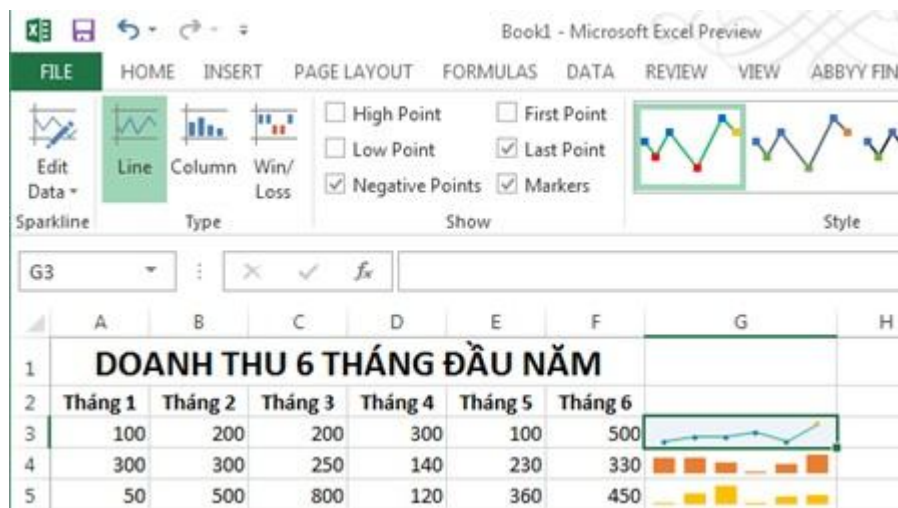 Book1 - Microsoft Excel Preview
FILE HOME INSERT PAGE LAYOUT FORMULAS DATA REVIEW VIEW ABBYY FIN
Edit Data
Line
Column
Win/ Loss
High Point
First Point
Low Point
Last Point
Negative Points
Markers
Sparkline Type Show Style
G3 fx
A B C D E F G H
1 DOANH THU 6 THÁNG ĐẦU NĂM
2 Tháng 1 Tháng 2 Tháng 3 Tháng 4 Tháng 5 Tháng 6
3 100 200 200 300 100 500
4 300 300 250 140 230 330
5 50 500 800 120 360 450